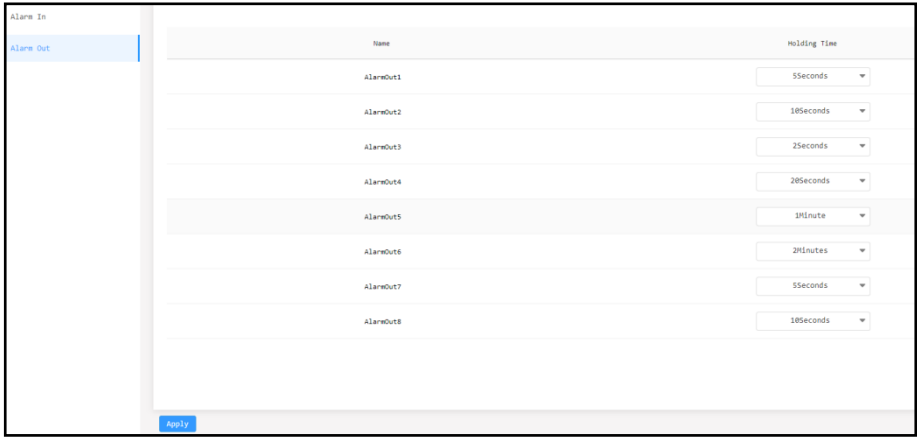 Alarm In
Alarm Out
Name Holding Time
AlarmOut1 5Seconds
AlarmOut2 10Seconds
AlarmOut3 2Seconds
AlarmOut4 20Seconds
AlarmOut5 1Minute
AlarmOut6 2Minutes
AlarmOut7 5Seconds
AlarmOut8 10Seconds
Apply